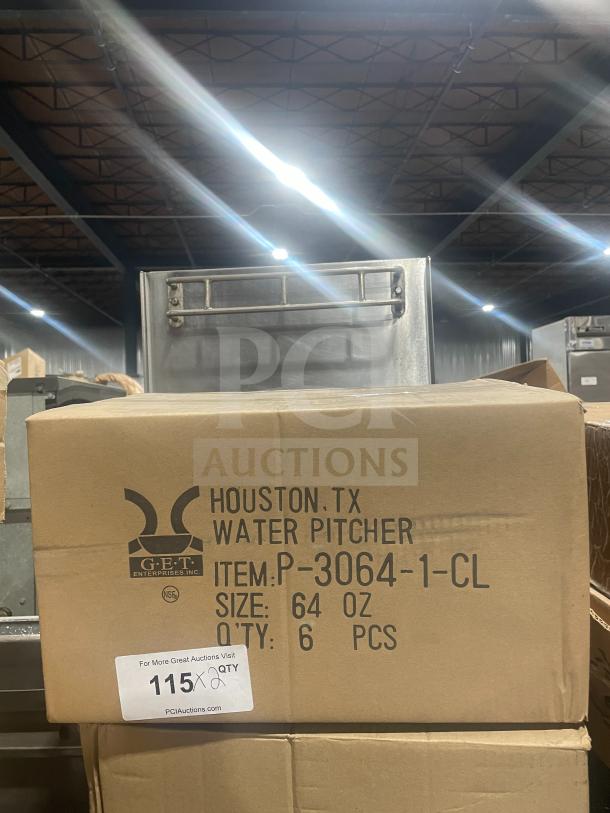 PCI
AUCTIONS
HOUSTON, TX
WATER PITCHER
G·E·T·
ENTERPRISES INC.
NSF®
ITEM: P-3064-1-CL
SIZE: 64 OZ
Q'TY: 6 PCS
For More Great Auctions Visit
115 x2 QTY
PCIAuctions.com